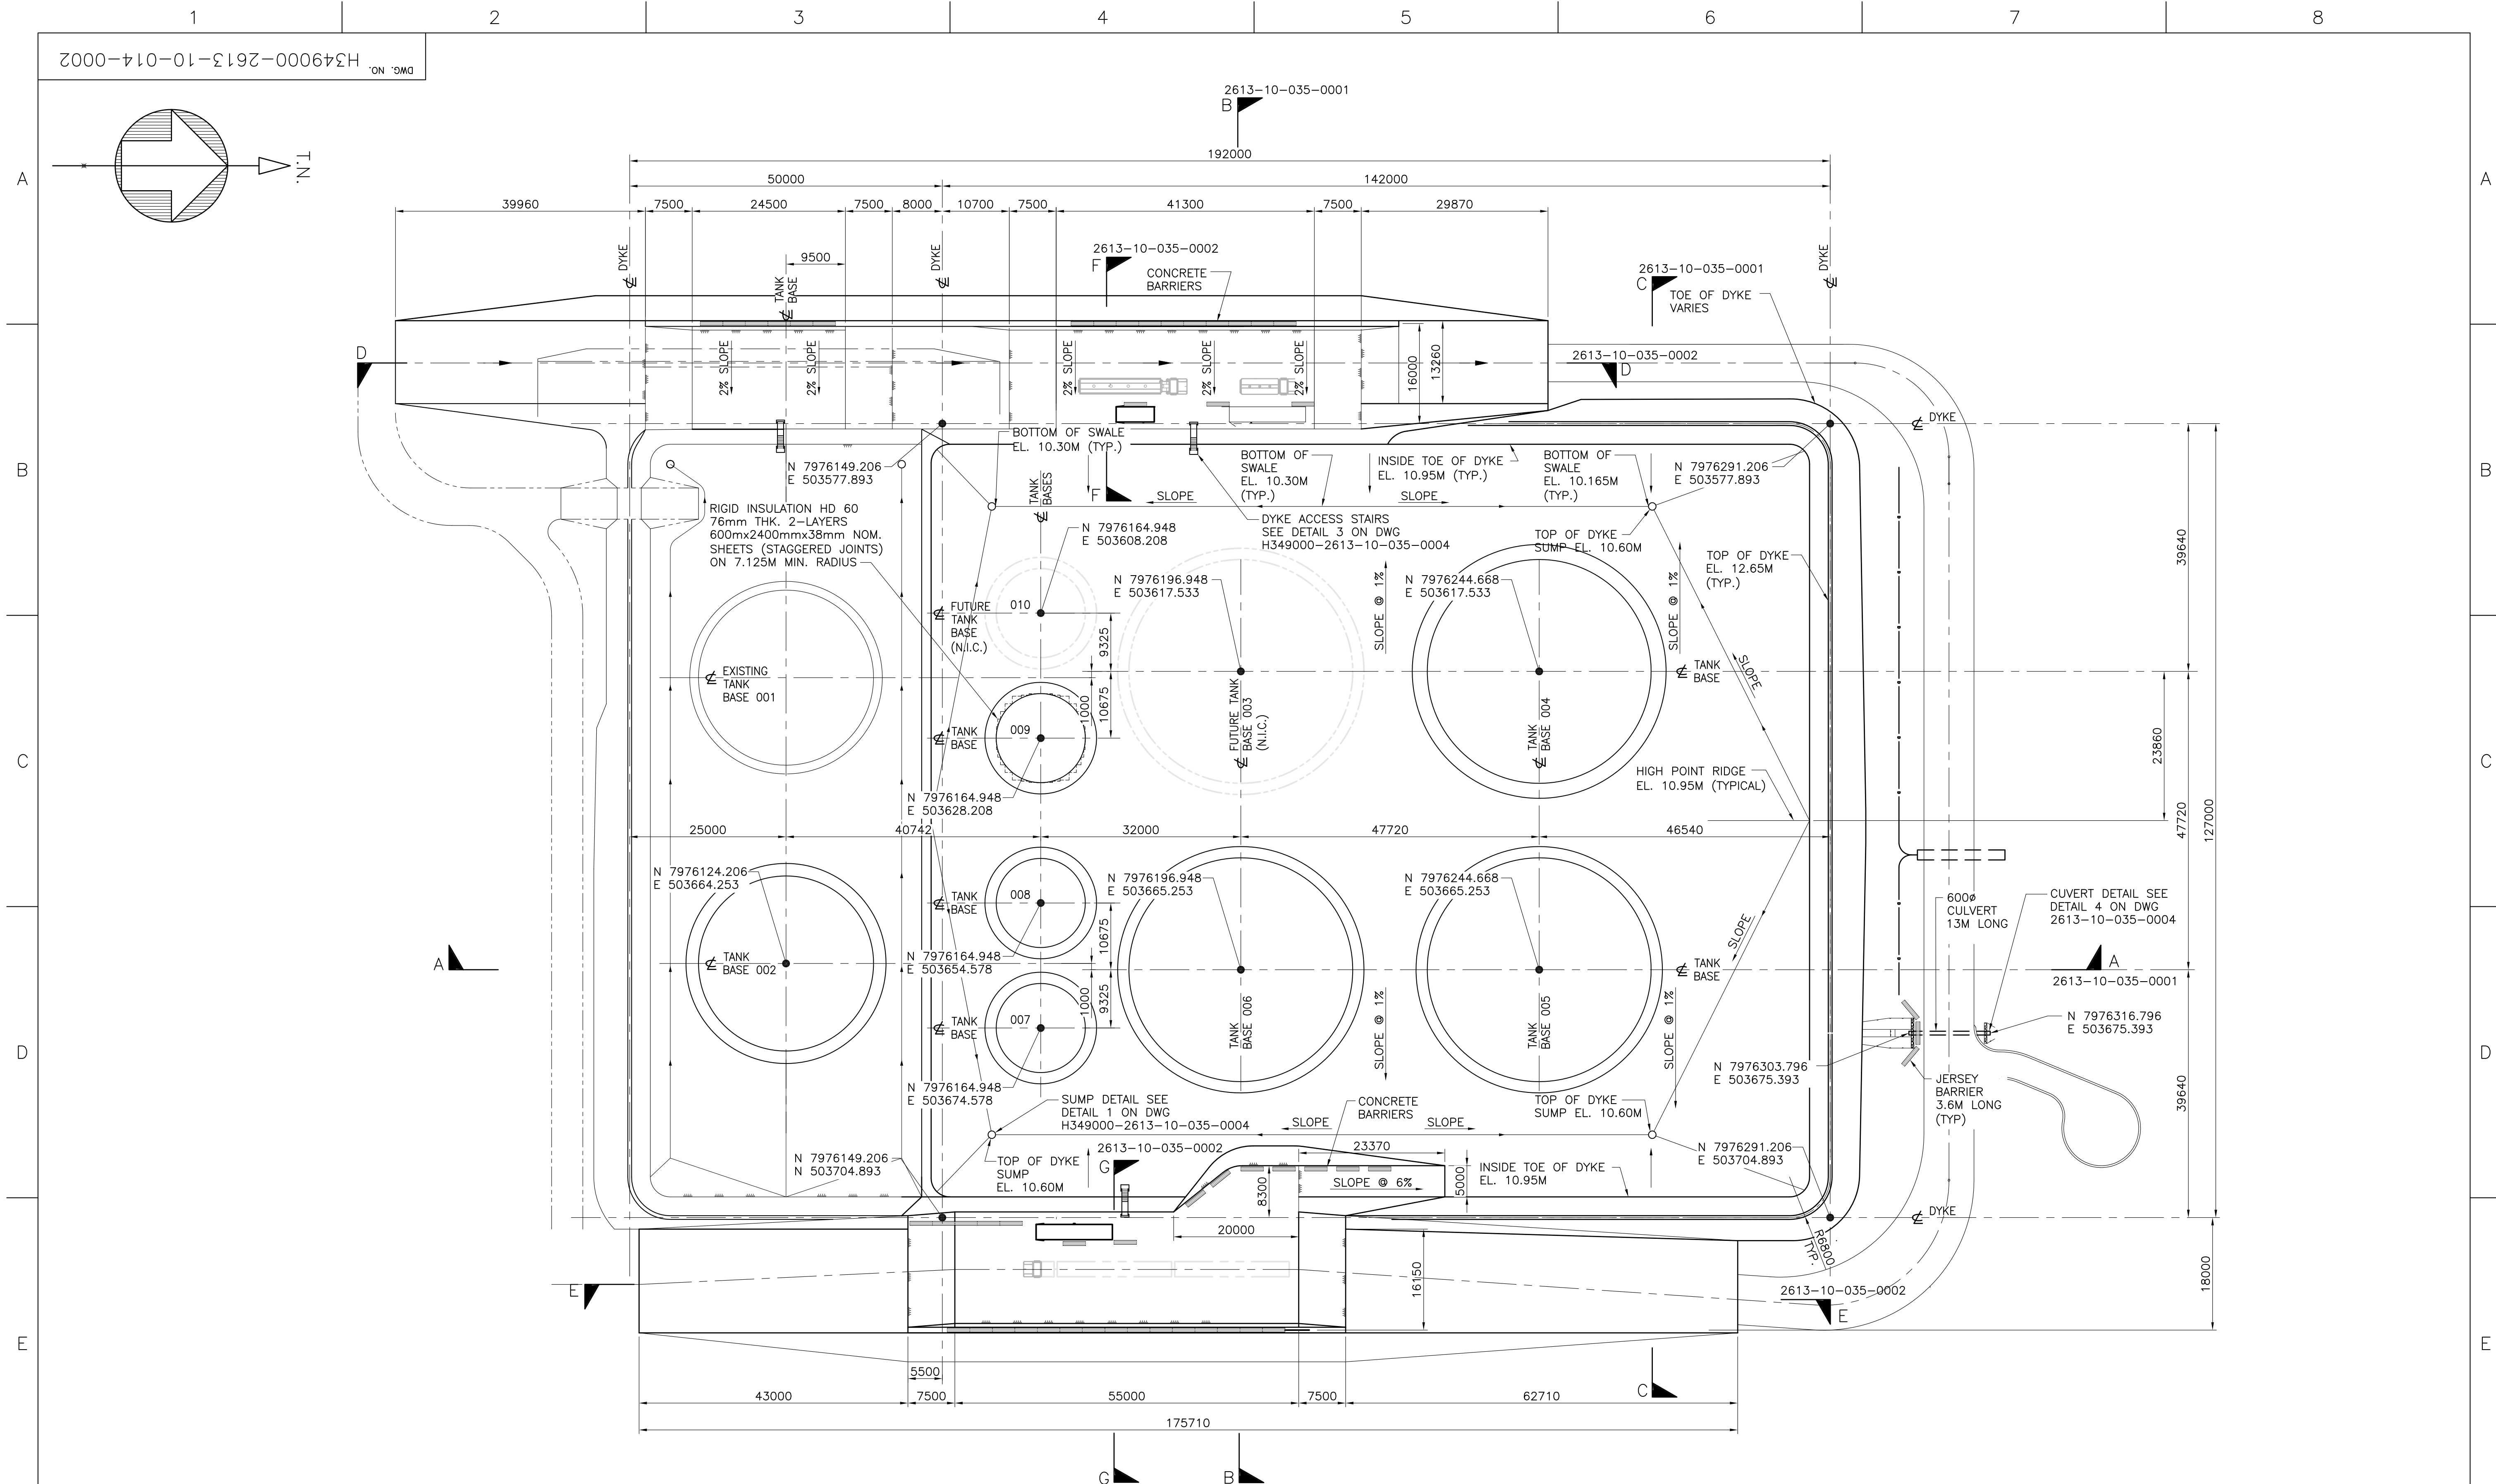 1
2
3
4
5
6
7
8
DWG. NO. H349000-2613-10-014-0002
T.N.
A
B
C
D
E
A
B
C
D
E
2613-10-035-0001
B
192000
50000
142000
39960
7500
24500
7500
8000
10700
7500
41300
7500
29870
DYKE
9500
TANK
BASE
DYKE
2613-10-035-0002
F
CONCRETE
BARRIERS
2613-10-035-0001
C
TOE OF DYKE
VARIES
DYKE
D
2% SLOPE
2% SLOPE
2% SLOPE
2% SLOPE
2% SLOPE
16000
13260
2613-10-035-0002
D
DYKE
N 7976149.206
E 503577.893
BOTTOM OF SWALE
EL. 10.30M (TYP.)
TANK
BASES
F
SLOPE
BOTTOM OF
SWALE
EL. 10.30M
(TYP.)
INSIDE TOE OF DYKE
EL. 10.95M (TYP.)
SLOPE
BOTTOM OF
SWALE
EL. 10.165M
(TYP.)
N 7976291.206
E 503577.893
RIGID INSULATION HD 60
76mm THK. 2-LAYERS
600mx2400mmx38mm NOM.
SHEETS (STAGGERED JOINTS)
ON 7.125M MIN. RADIUS
N 7976164.948
E 503608.208
DYKE ACCESS STAIRS
SEE DETAIL 3 ON DWG
H349000-2613-10-035-0004
TOP OF DYKE
SUMP EL. 10.60M
TOP OF DYKE
EL. 12.65M
(TYP.)
39640
N 7976196.948
E 503617.533
SLOPE @ 1%
N 7976244.668
E 503617.533
SLOPE @ 1%
FUTURE
TANK
BASE
(N.I.C.)
010
9325
EXISTING
TANK
BASE 001
1000
10675
TANK
BASE
SLOPE
TANK
BASE
009
FUTURE TANK
BASE 003
(N.I.C.)
TANK
BASE 004
HIGH POINT RIDGE
EL. 10.95M (TYPICAL)
23860
N 7976164.948
E 503628.208
47720
127000
25000
40742
32000
47720
46540
N 7976124.206
E 503664.253
N 7976196.948
E 503665.253
N 7976244.668
E 503665.253
TANK
BASE
008
600ø
CULVERT
13M LONG
CUVERT DETAIL SEE
DETAIL 4 ON DWG
2613-10-035-0004
10675
SLOPE
A
TANK
BASE 002
N 7976164.948
E 503654.578
TANK
BASE
A
2613-10-035-0001
1000
9325
TANK
BASE
007
TANK
BASE 006
SLOPE @ 1%
TANK
BASE 005
SLOPE @ 1%
N 7976316.796
E 503675.393
N 7976303.796
E 503675.393
N 7976164.948
E 503674.578
SUMP DETAIL SEE
DETAIL 1 ON DWG
H349000-2613-10-035-0004
CONCRETE
BARRIERS
TOP OF DYKE
SUMP EL. 10.60M
JERSEY
BARRIER
3.6M LONG
(TYP)
39640
SLOPE
SLOPE
2613-10-035-0002
G
23370
N 7976291.206
E 503704.893
N 7976149.206
N 503704.893
TOP OF DYKE
SUMP
EL. 10.60M
8300
SLOPE @ 6%
5000
INSIDE TOE OF DYKE
EL. 10.95M
DYKE
20000
R6800
TYP.
16150
18000
E
2613-10-035-0002
E
5500
C
43000
7500
55000
7500
62710
175710
G
B